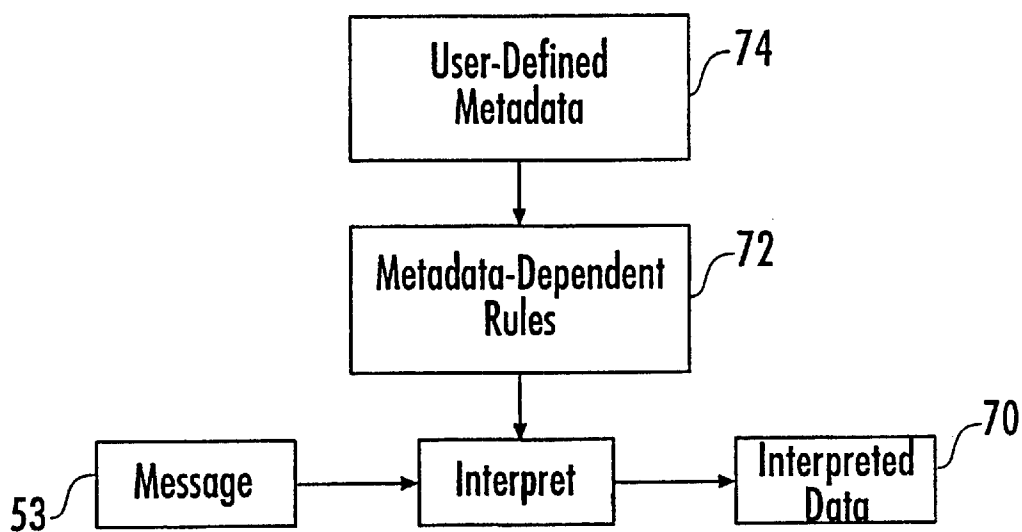 User-Defined
Metadata
74
Metadata-Dependent
Rules
72
Message
53
Interpret
Interpreted
Data
70